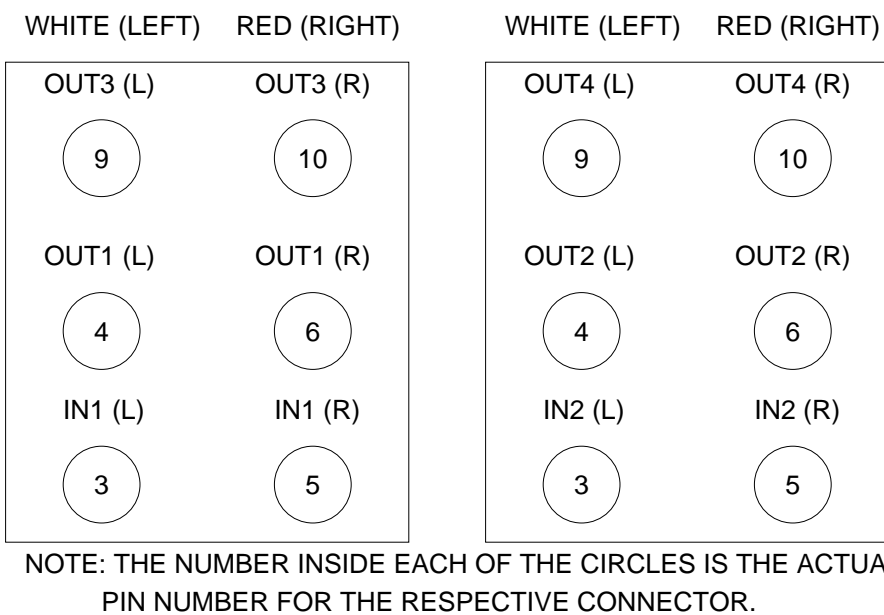 WHITE (LEFT) RED (RIGHT) WHITE (LEFT) RED (RIGHT)
OUT3 (L) OUT3 (R) OUT4 (L) OUT4 (R)
9 10 9 10
OUT1 (L) OUT1 (R) OUT2 (L) OUT2 (R)
4 6 4 6
IN1 (L) IN1 (R) IN2 (L) IN2 (R)
3 5 3 5
NOTE: THE NUMBER INSIDE EACH OF THE CIRCLES IS THE ACTUA
PIN NUMBER FOR THE RESPECTIVE CONNECTOR.